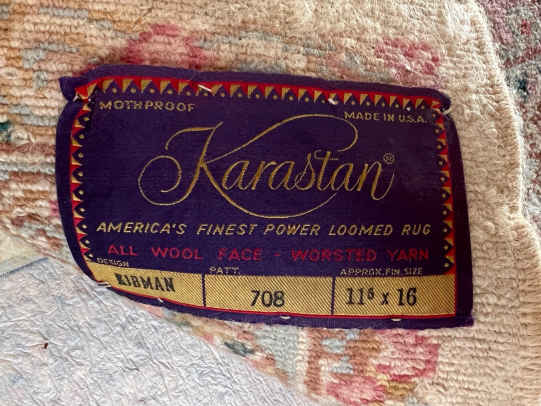 MOTHPROOF MADE IN U.S.A.
Karastan®
AMERICA'S FINEST POWER LOOMED RUG
ALL WOOL FACE - WORSTED YARN
DESIGN PATT. APPROX. FIN. SIZE
KIRMAN 708 11⁶ x 16